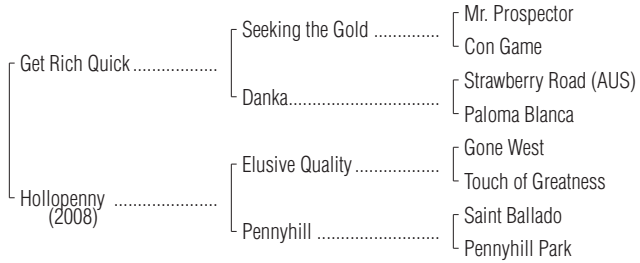 Mr. Prospector
Seeking the Gold ................
Con Game
Get Rich Quick..................
Strawberry Road (AUS)
Danka....................................
Paloma Blanca
Gone West
Elusive Quality ....................
Touch of Greatness
Hollopenny ......................
(2008)
Saint Ballado
Pennyhill .............................
Pennyhill Park